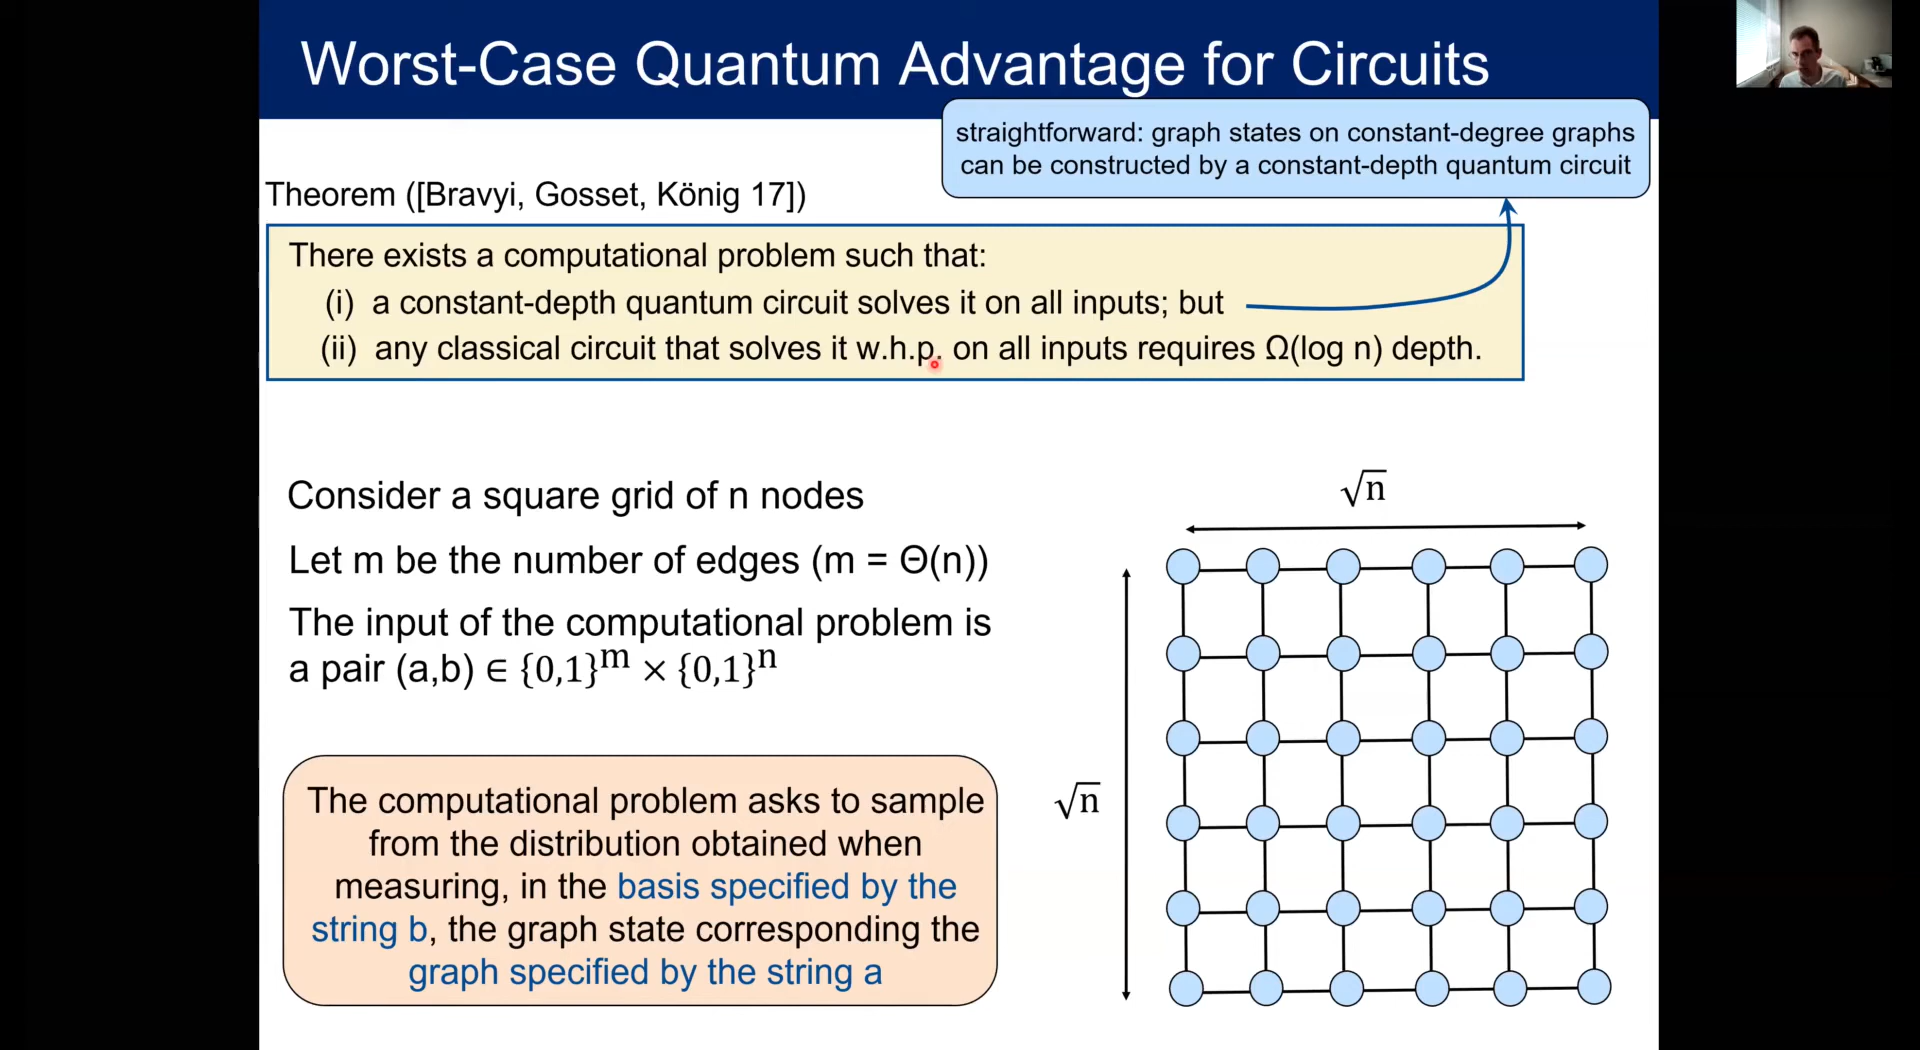 Worst-Case Quantum Advantage for Circuits
straightforward: graph states on constant-degree graphs
can be constructed by a constant-depth quantum circuit
Theorem ([Bravyi, Gosset, König 17])
There exists a computational problem such that:
(i) a constant-depth quantum circuit solves it on all inputs; but
(ii) any classical circuit that solves it w.h.p. on all inputs requires Ω(log n) depth.
Consider a square grid of n nodes
Let m be the number of edges (m = Θ(n))
The input of the computational problem is
a pair (a,b) ∈ {0,1}ᵐ × {0,1}ⁿ
The computational problem asks to sample
from the distribution obtained when
measuring, in the basis specified by the
string b, the graph state corresponding the
graph specified by the string a
√n
√n